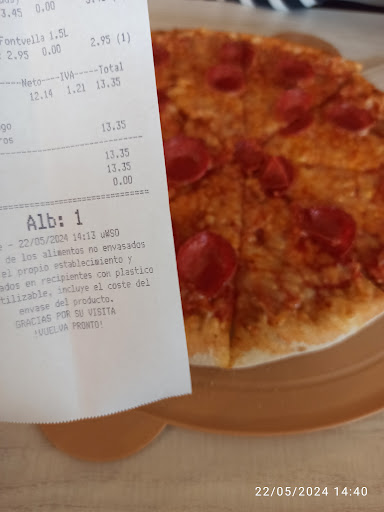 3.45 0.00
Fontvella 1.5L
2.95 0.00 2.95 (1)
----Neto----IVA-----Total
12.14 1.21 13.35
13.35
13.35
13.35
0.00
Alb: 1
- 22/05/2024 14:13 uWSO
de los alimentos no envasados
el propio establecimiento y
ados en recipientes con plastico
tilizable, incluye el coste del
envase del producto.
GRACIAS POR SU VISITA
¡VUELVA PRONTO!
22/05/2024 14:40